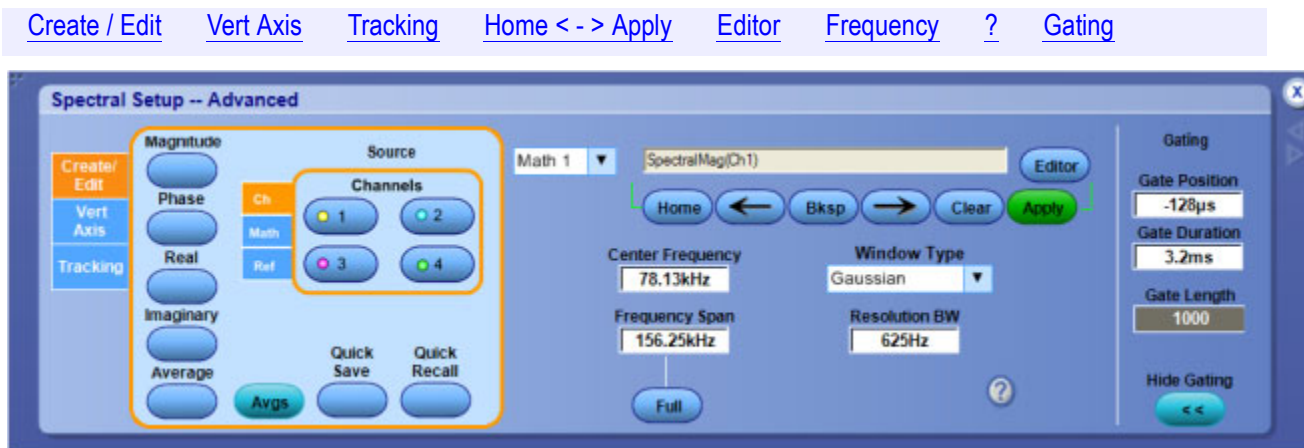 Create / Edit Vert Axis Tracking Home < - > Apply Editor Frequency ? Gating
Spectral Setup -- Advanced
X
Create/
Edit
Vert
Axis
Tracking
Magnitude
Phase
Real
Imaginary
Average
Source
Ch
Math
Ref
Channels
1
2
3
4
Avgs
Quick
Save
Quick
Recall
Math 1
SpectralMag(Ch1)
Editor
Home
←
Bksp
→
Clear
Apply
Center Frequency
78.13kHz
Window Type
Gaussian
Frequency Span
156.25kHz
Resolution BW
625Hz
Full
?
Gating
Gate Position
-128µs
Gate Duration
3.2ms
Gate Length
1000
Hide Gating
<<